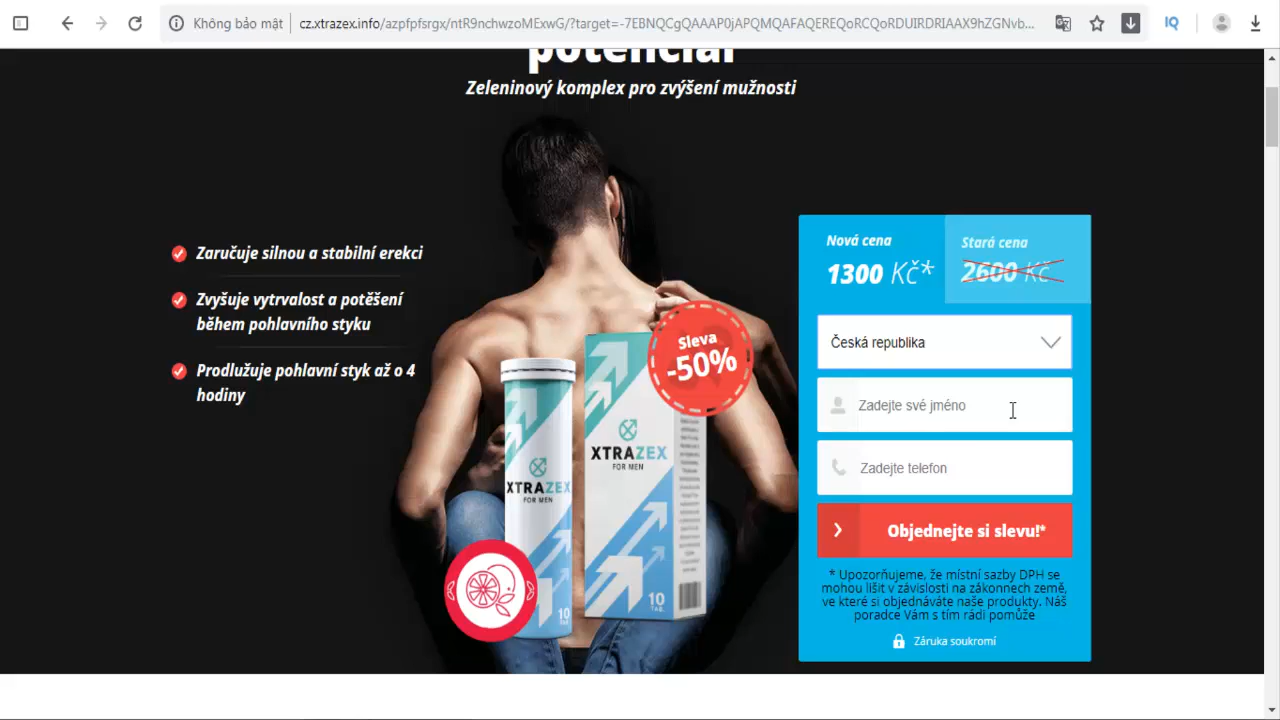 Không bảo mật
cz.xtrazex.info/azpfpfsrgx/ntR9nchwzoMExwG/?target=-7EBNQCgQAAAP0jAPQMQAFAQEREQoRCQoRDUIRDRIAAX9hZGNvb...
IQ
potenciál
Zeleninový komplex pro zvýšení mužnosti
Zaručuje silnou a stabilní erekci
Zvyšuje vytrvalost a potěšení
během pohlavního styku
Prodlužuje pohlavní styk až o 4
hodiny
Sleva
-50%
XTRAZEX
FOR MEN
10
TAB.
XTRAZEX
FOR MEN
10
Nová cena
1300 Kč*
Stará cena
2600 Kč
Česká republika
Zadejte své jméno
Zadejte telefon
Objednejte si slevu!*
* Upozorňujeme, že místní sazby DPH se
mohou lišit v závislosti na zákonnech země,
ve které si objednáváte naše produkty. Náš
poradce Vám s tím rádi pomůže
Záruka soukromí